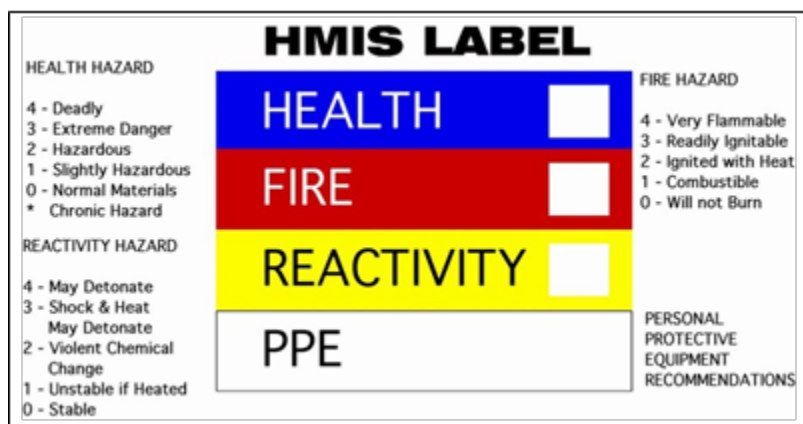 HMIS LABEL
HEALTH HAZARD
4 - Deadly
3 - Extreme Danger
2 - Hazardous
1 - Slightly Hazardous
0 - Normal Materials
* Chronic Hazard
REACTIVITY HAZARD
4 - May Detonate
3 - Shock & Heat
May Detonate
2 - Violent Chemical
Change
1 - Unstable if Heated
0 - Stable
HEALTH
FIRE
REACTIVITY
PPE
FIRE HAZARD
4 - Very Flammable
3 - Readily Ignitable
2 - Ignited with Heat
1 - Combustible
0 - Will not Burn
PERSONAL
PROTECTIVE
EQUIPMENT
RECOMMENDATIONS